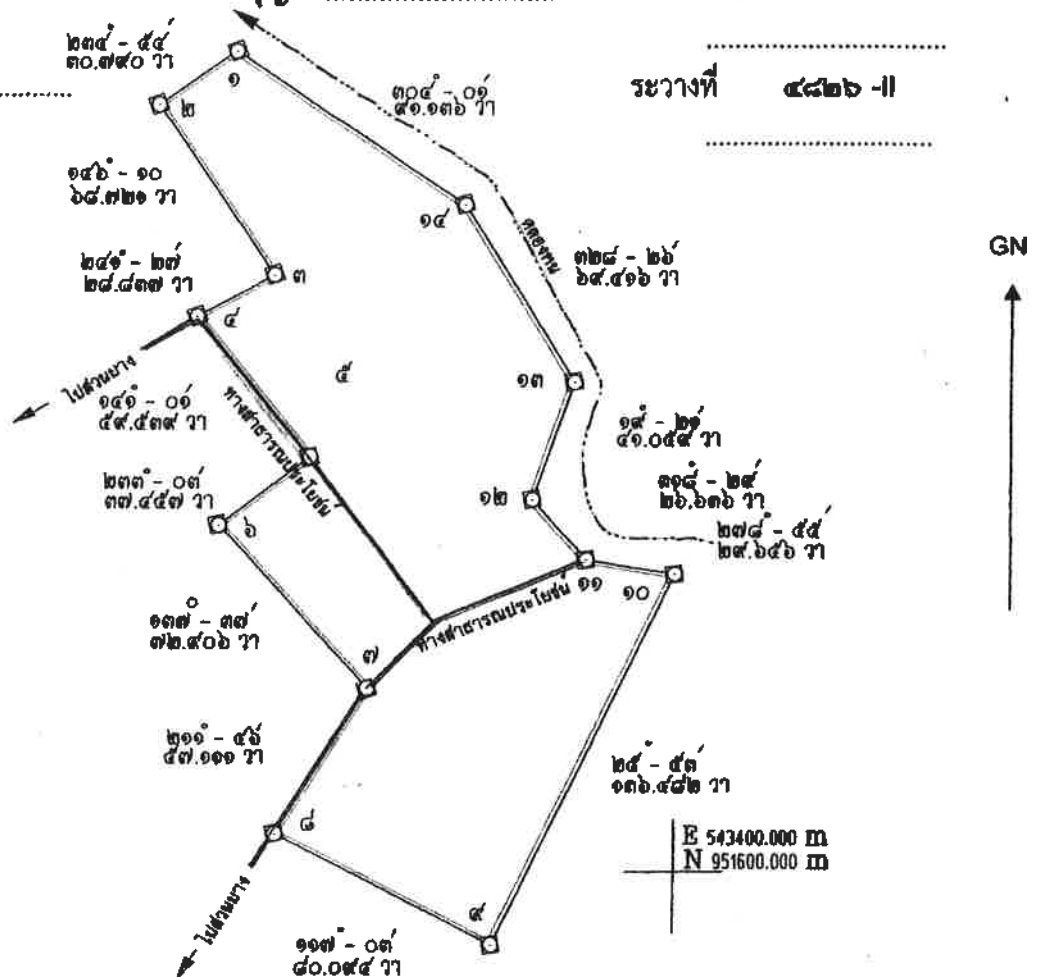 ๒๓๔° - ๕๔′
๓๐.๗๙๐ วา
๑
๒
๓๐๔° - ๐๑′
๙๑.๑๓๖ วา
ระวางที่ ๔๘๒๖ -II
๑๔๖° - ๑๐
๖๘.๗๒๑ วา
๑๔
คลองพน
GN
๒๔๑° - ๒๗′
๒๘.๘๓๗ วา
๓
๓๒๘ - ๒๖′
๖๙.๔๑๖ วา
๔
๕
๑๓
ไปสวนบาง
๑๔๑° - ๐๑′
๕๙.๕๓๙ วา
ทางสาธารณประโยชน์
๑๙° - ๒๑′
๔๑.๐๕๙ วา
๒๓๓° - ๐๓′
๓๗.๔๕๗ วา
๖
๑๒
๓๑๘° - ๒๙′
๒๖.๖๓๖ วา
๒๗๘° - ๕๕′
๒๙.๖๕๖ วา
๑๑
๑๐
ทางสาธารณประโยชน์
๑๓๗° - ๓๗′
๗๒.๙๐๖ วา
๗
๒๑๑° - ๔๖′
๕๗.๑๑๑ วา
๒๕° - ๕๓′
๑๓๖.๔๘๒ วา
๘
E 543400.000 m
N 951600.000 m
ไปสวนบาง
๙
๑๑๗° - ๐๓′
๘๐.๐๙๔ วา